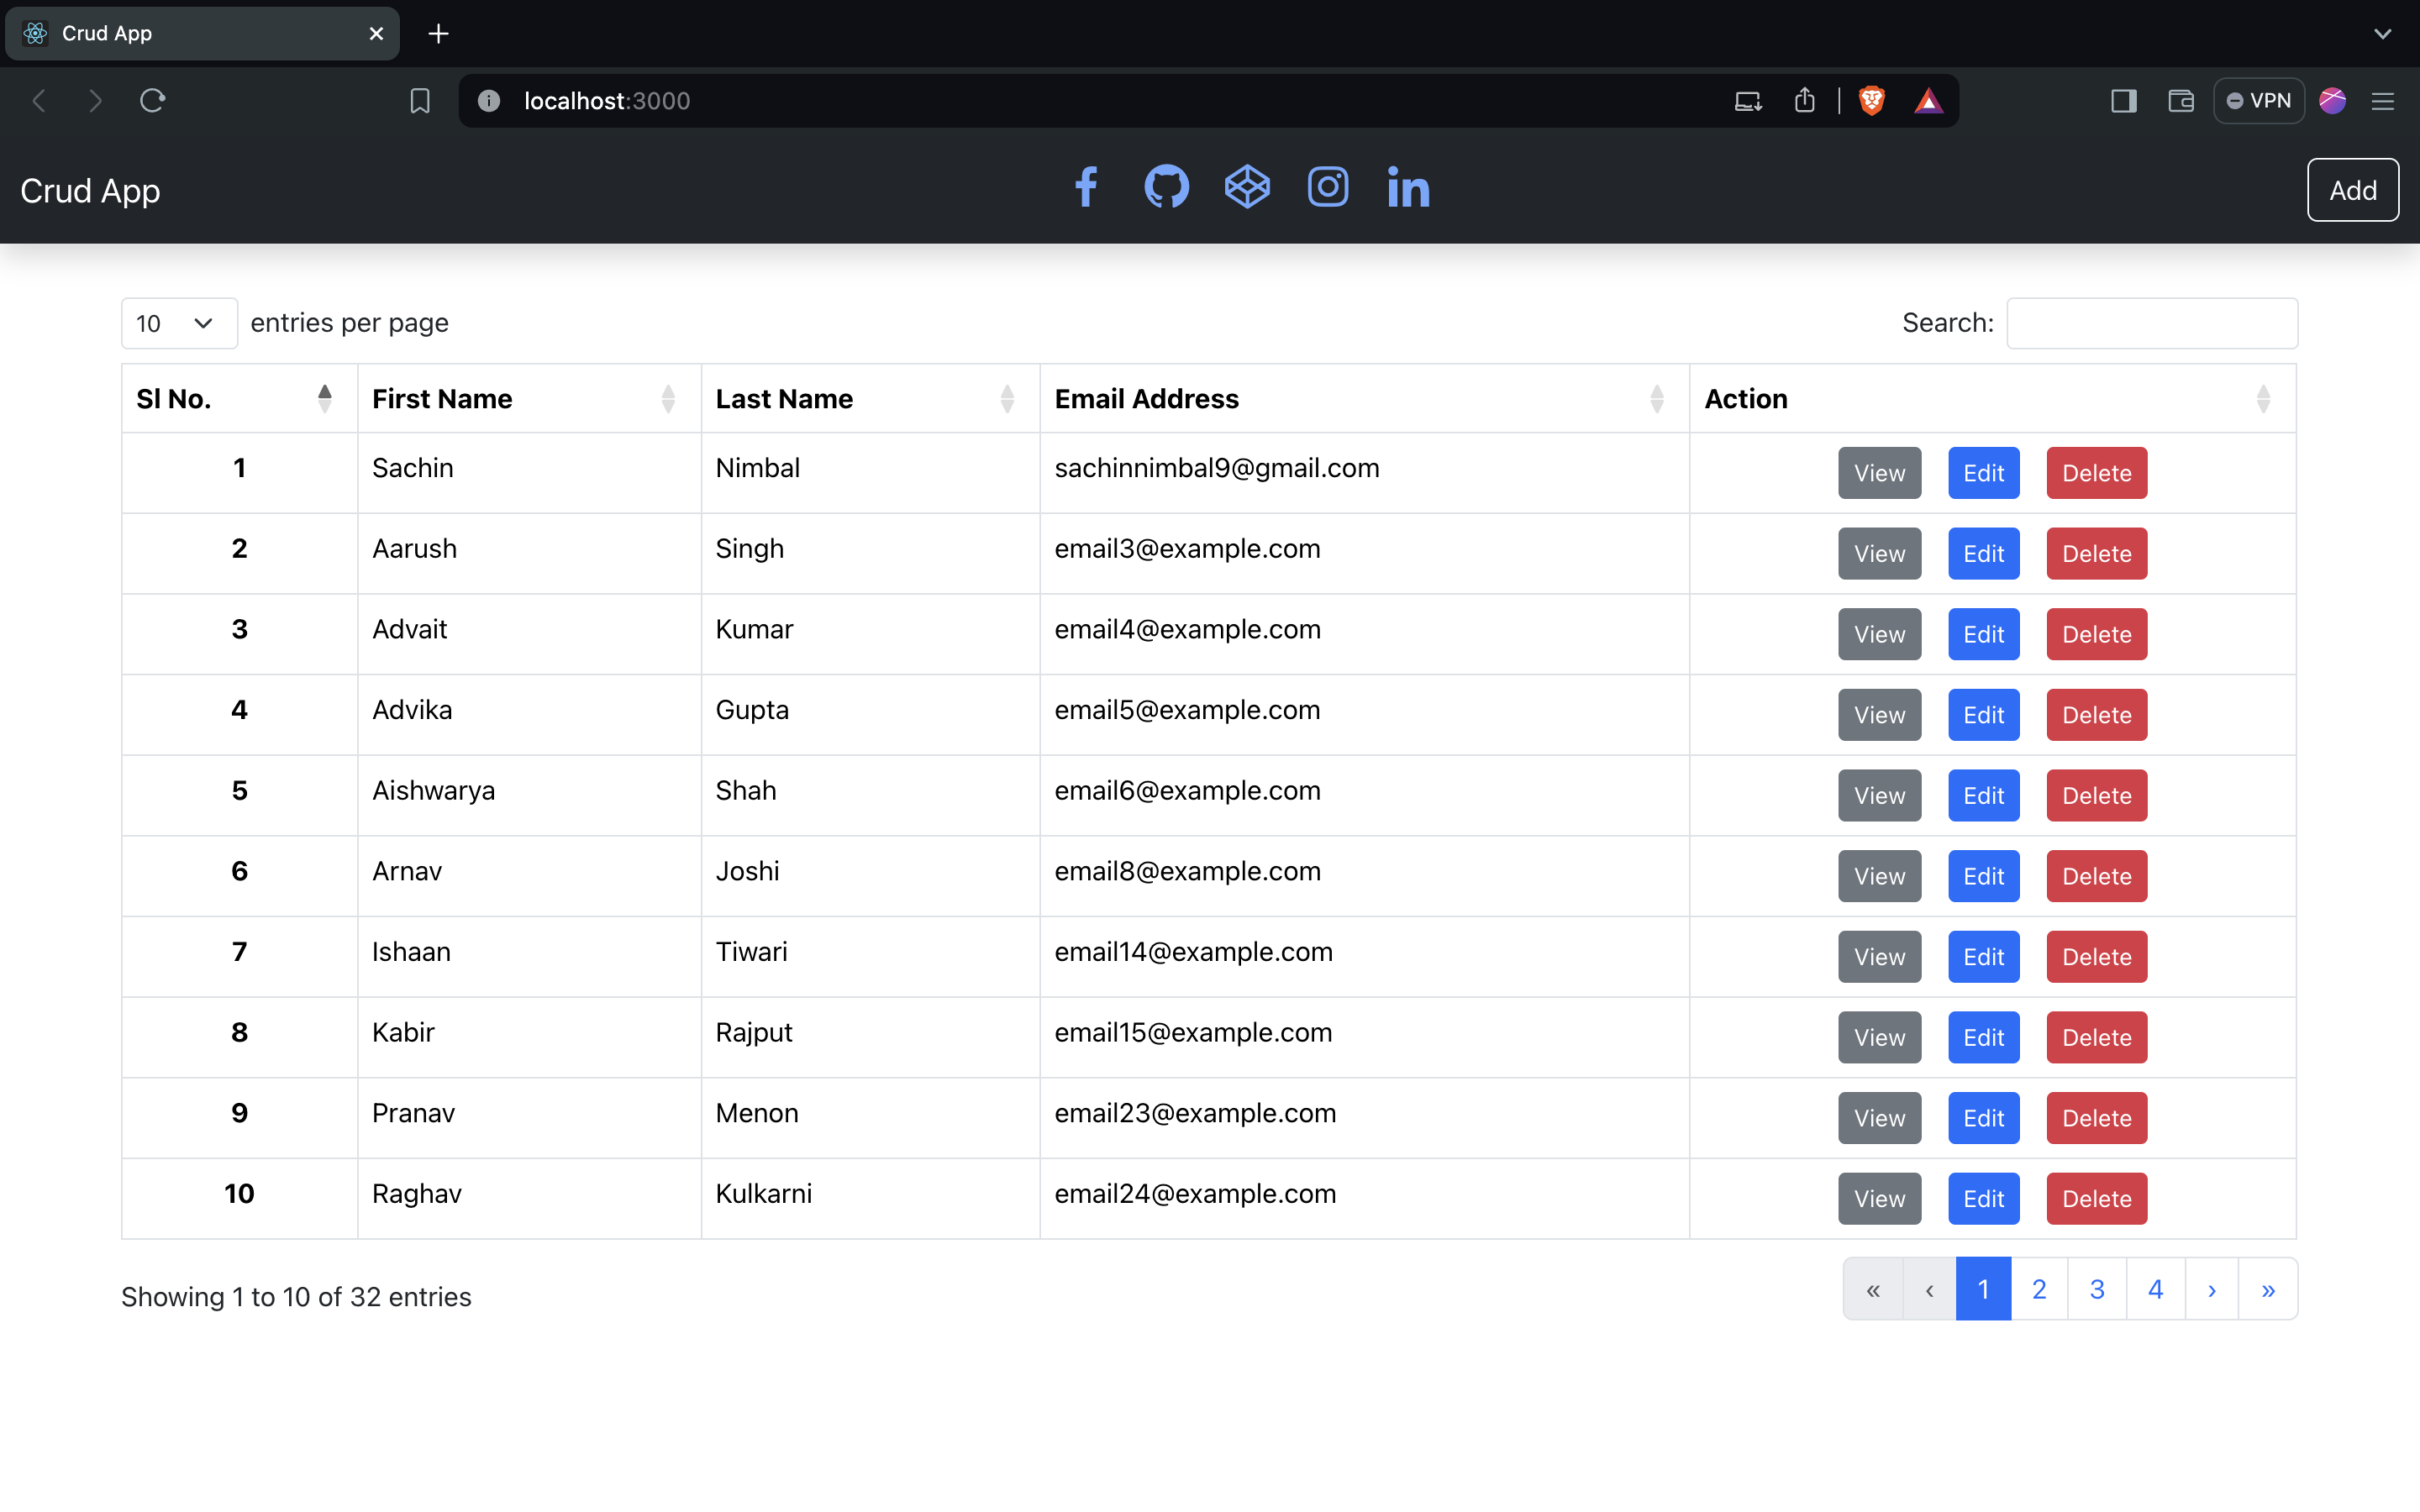 Crud App
localhost:3000
VPN
Crud App
Add
10 entries per page
Search:
Sl No. First Name Last Name Email Address Action
1 Sachin Nimbal sachinnimbal9@gmail.com View Edit Delete
2 Aarush Singh email3@example.com View Edit Delete
3 Advait Kumar email4@example.com View Edit Delete
4 Advika Gupta email5@example.com View Edit Delete
5 Aishwarya Shah email6@example.com View Edit Delete
6 Arnav Joshi email8@example.com View Edit Delete
7 Ishaan Tiwari email14@example.com View Edit Delete
8 Kabir Rajput email15@example.com View Edit Delete
9 Pranav Menon email23@example.com View Edit Delete
10 Raghav Kulkarni email24@example.com View Edit Delete
Showing 1 to 10 of 32 entries
« ‹ 1 2 3 4 › »